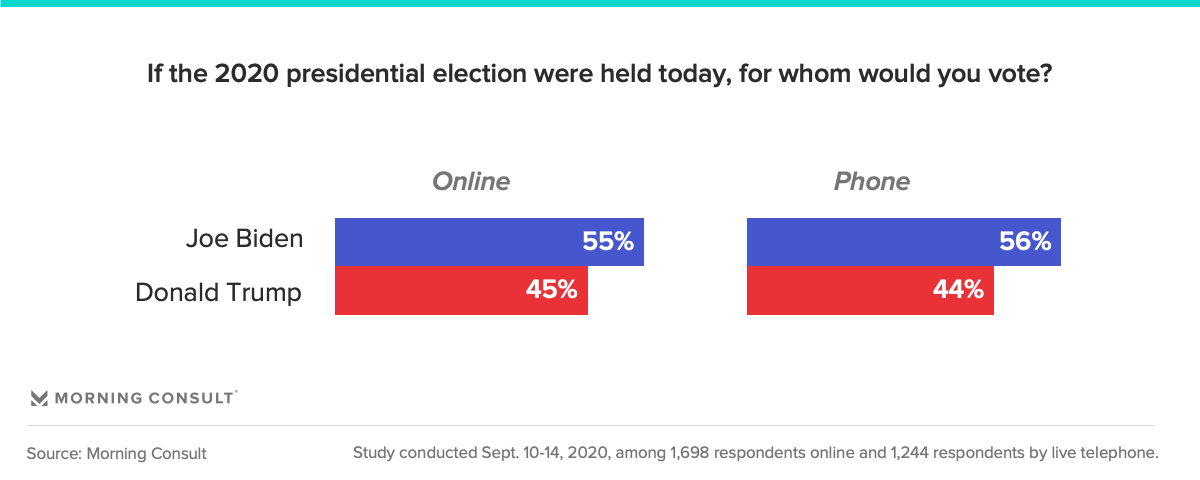 If the 2020 presidential election were held today, for whom would you vote?
Online Phone
Joe Biden 55% 56%
Donald Trump 45% 44%
MORNING CONSULT
Source: Morning Consult Study conducted Sept. 10-14, 2020, among 1,698 respondents online and 1,244 respondents by live telephone.